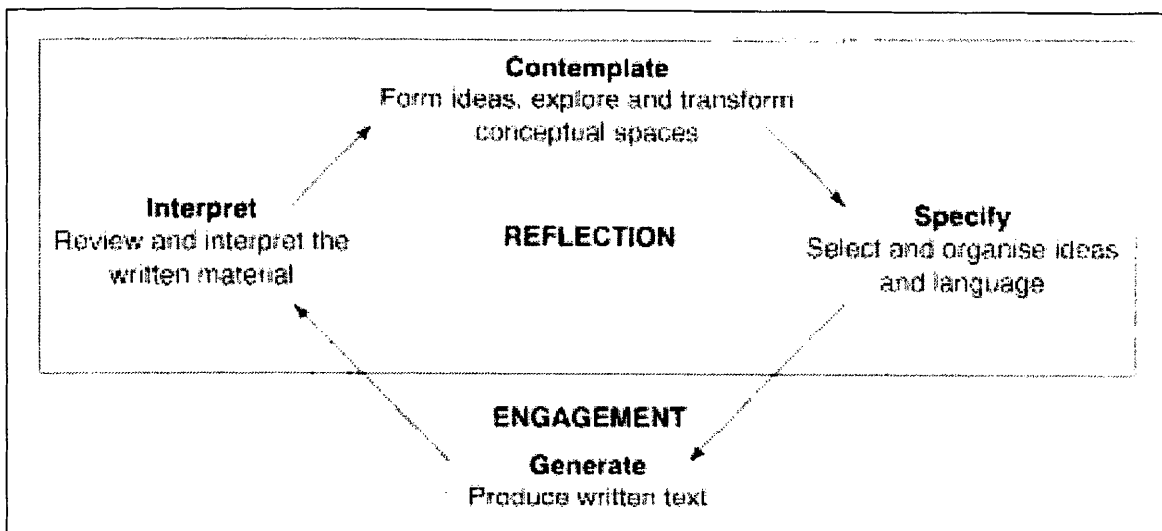 Contemplate
Form ideas, explore and transform
conceptual spaces
Interpret
Review and interpret the
written material
REFLECTION
Specify
Select and organise ideas
and language
ENGAGEMENT
Generate
Produce written text